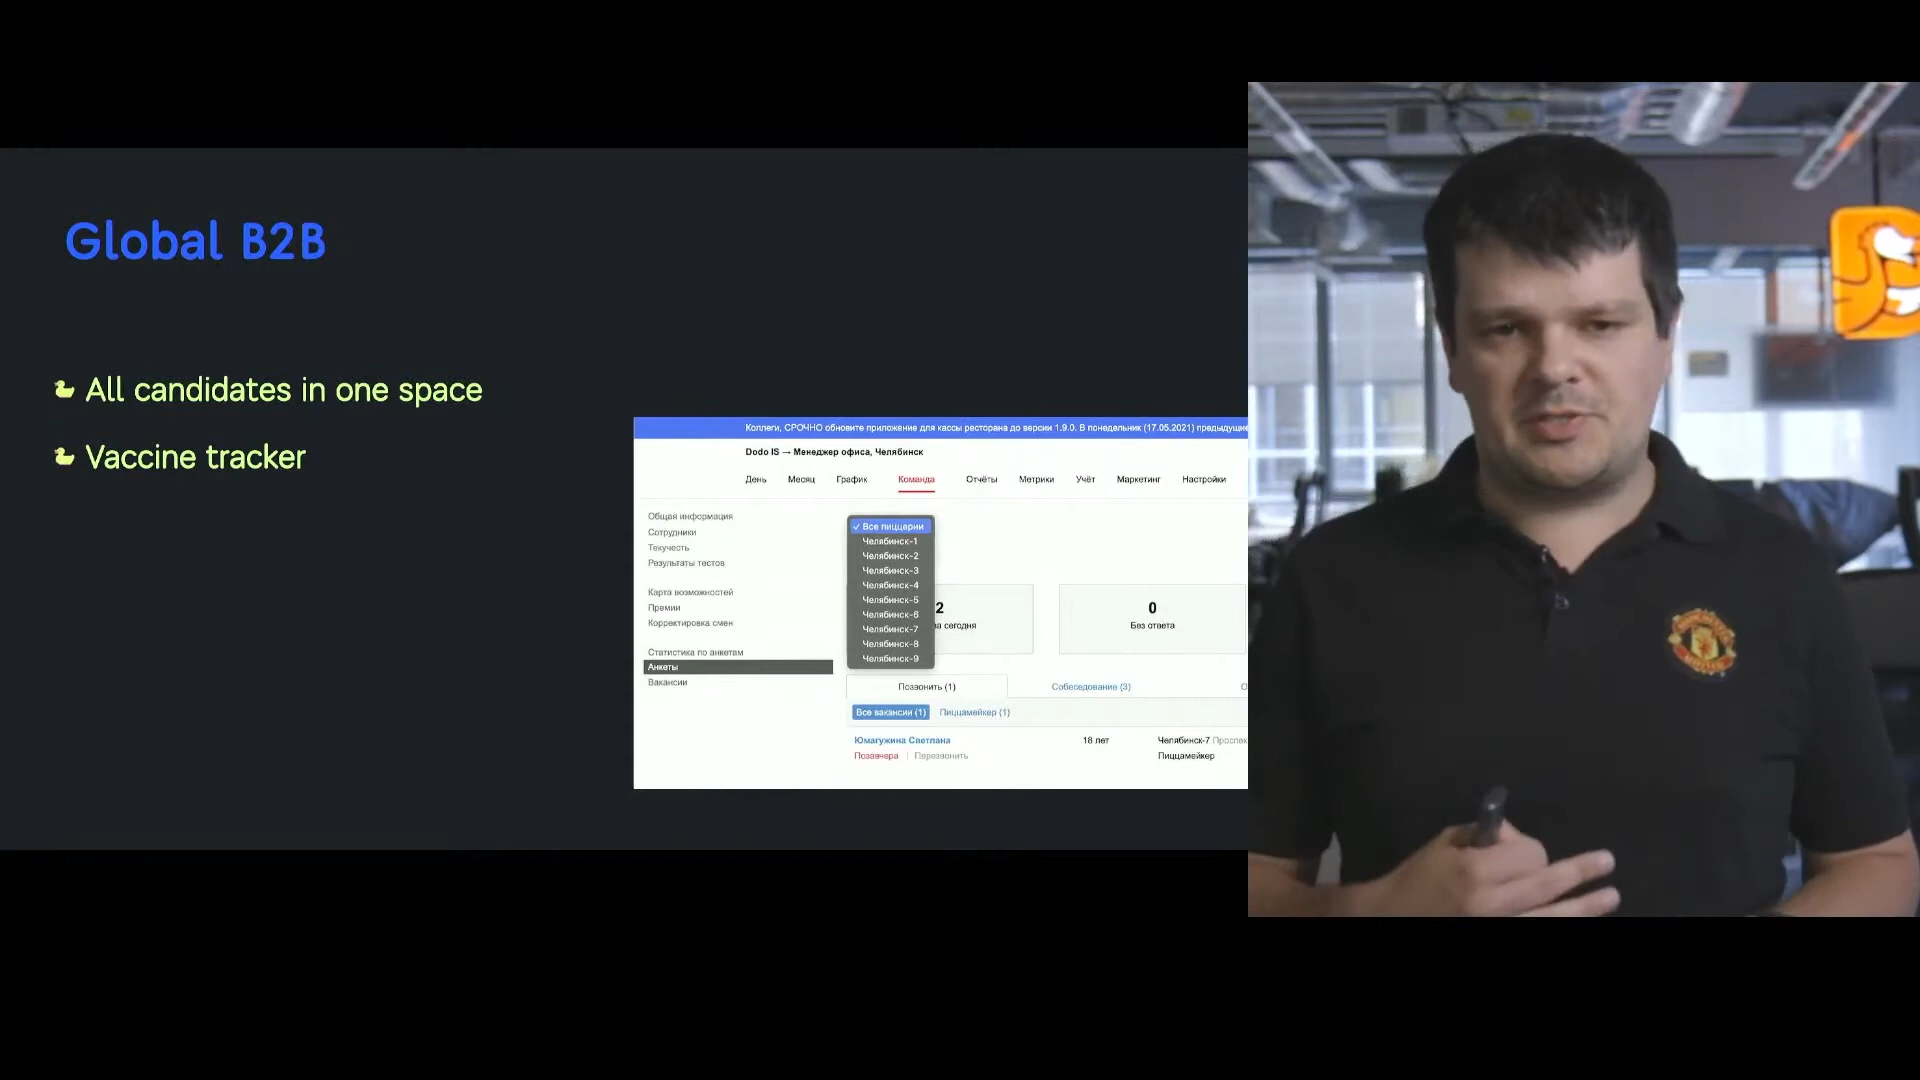 Global B2B
All candidates in one space
Vaccine tracker
Коллеги, СРОЧНО обновите приложение для кассы ресторана до версии 1.9.0. В понедельник (17.05.2021) предыдущие
Dodo IS → Менеджер офиса, Челябинск
День Месяц График Команда Отчёты Метрики Учёт Маркетинг Настройки
Общая информация
Сотрудники
Текучесть
Результаты тестов
Карта возможностей
Премии
Корректировка смен
Статистика по анкетам
Анкеты
Вакансии
✓ Все пиццерии
Челябинск-1
Челябинск-2
Челябинск-3
Челябинск-4
Челябинск-5
Челябинск-6
Челябинск-7
Челябинск-8
Челябинск-9
2
сегодня
0
Без ответа
Позвонить (1) Собеседование (3)
Все вакансии (1) Пиццамейкер (1)
Юмагужина Светлана 18 лет Челябинск-7 Проспек
Позавчера | Перезвонить Пиццамейкер